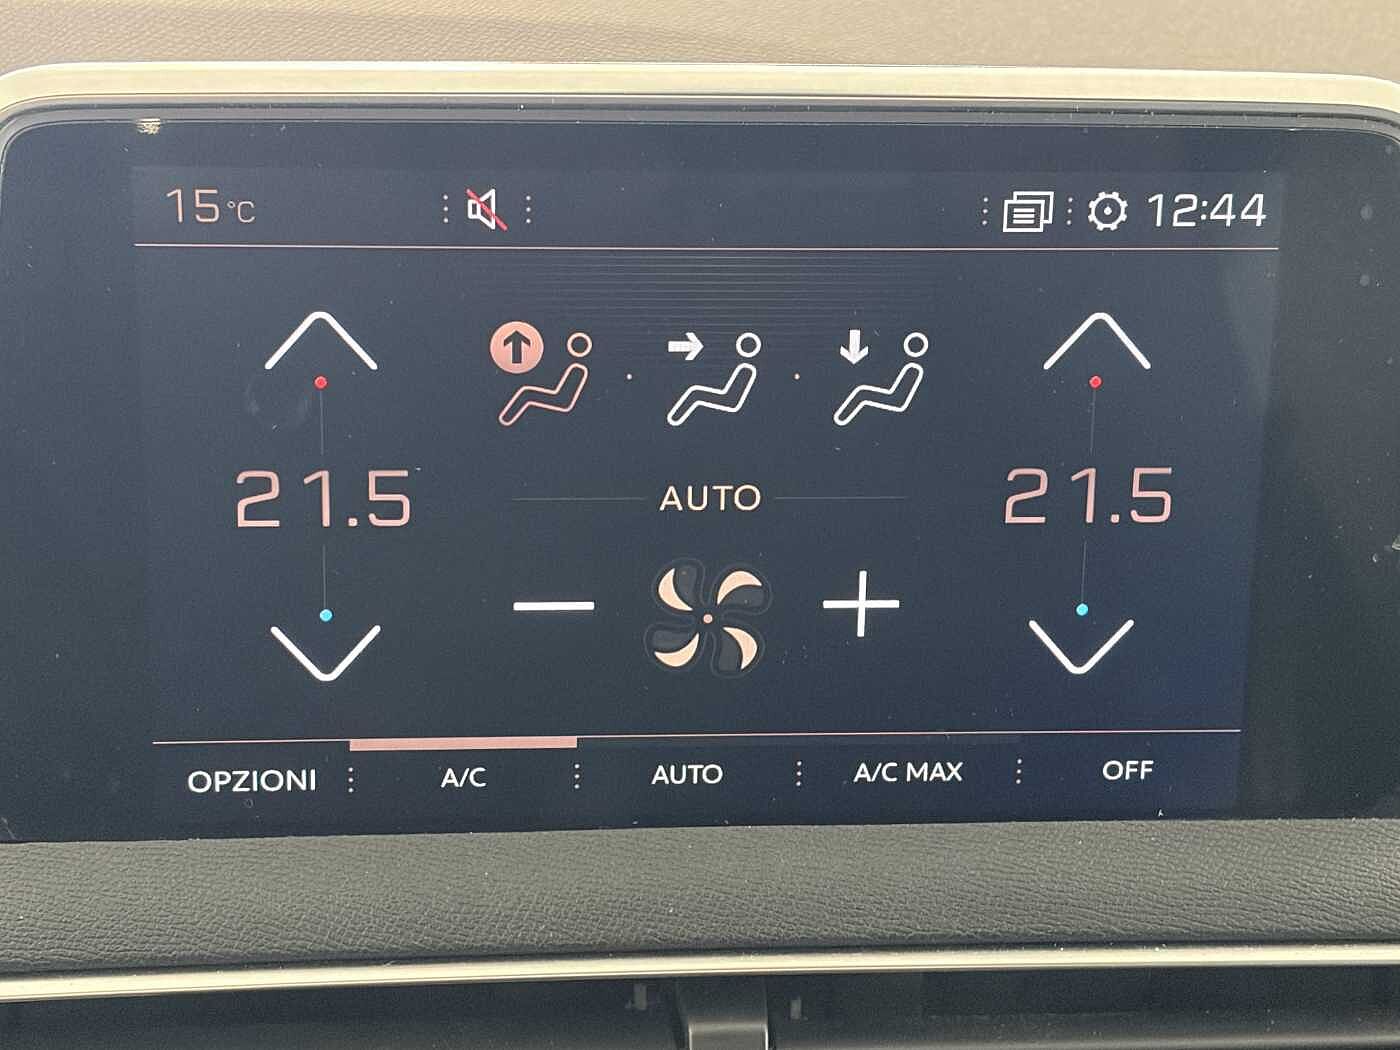 15 °C 12:44
21.5 AUTO 21.5
OPZIONI A/C AUTO A/C MAX OFF